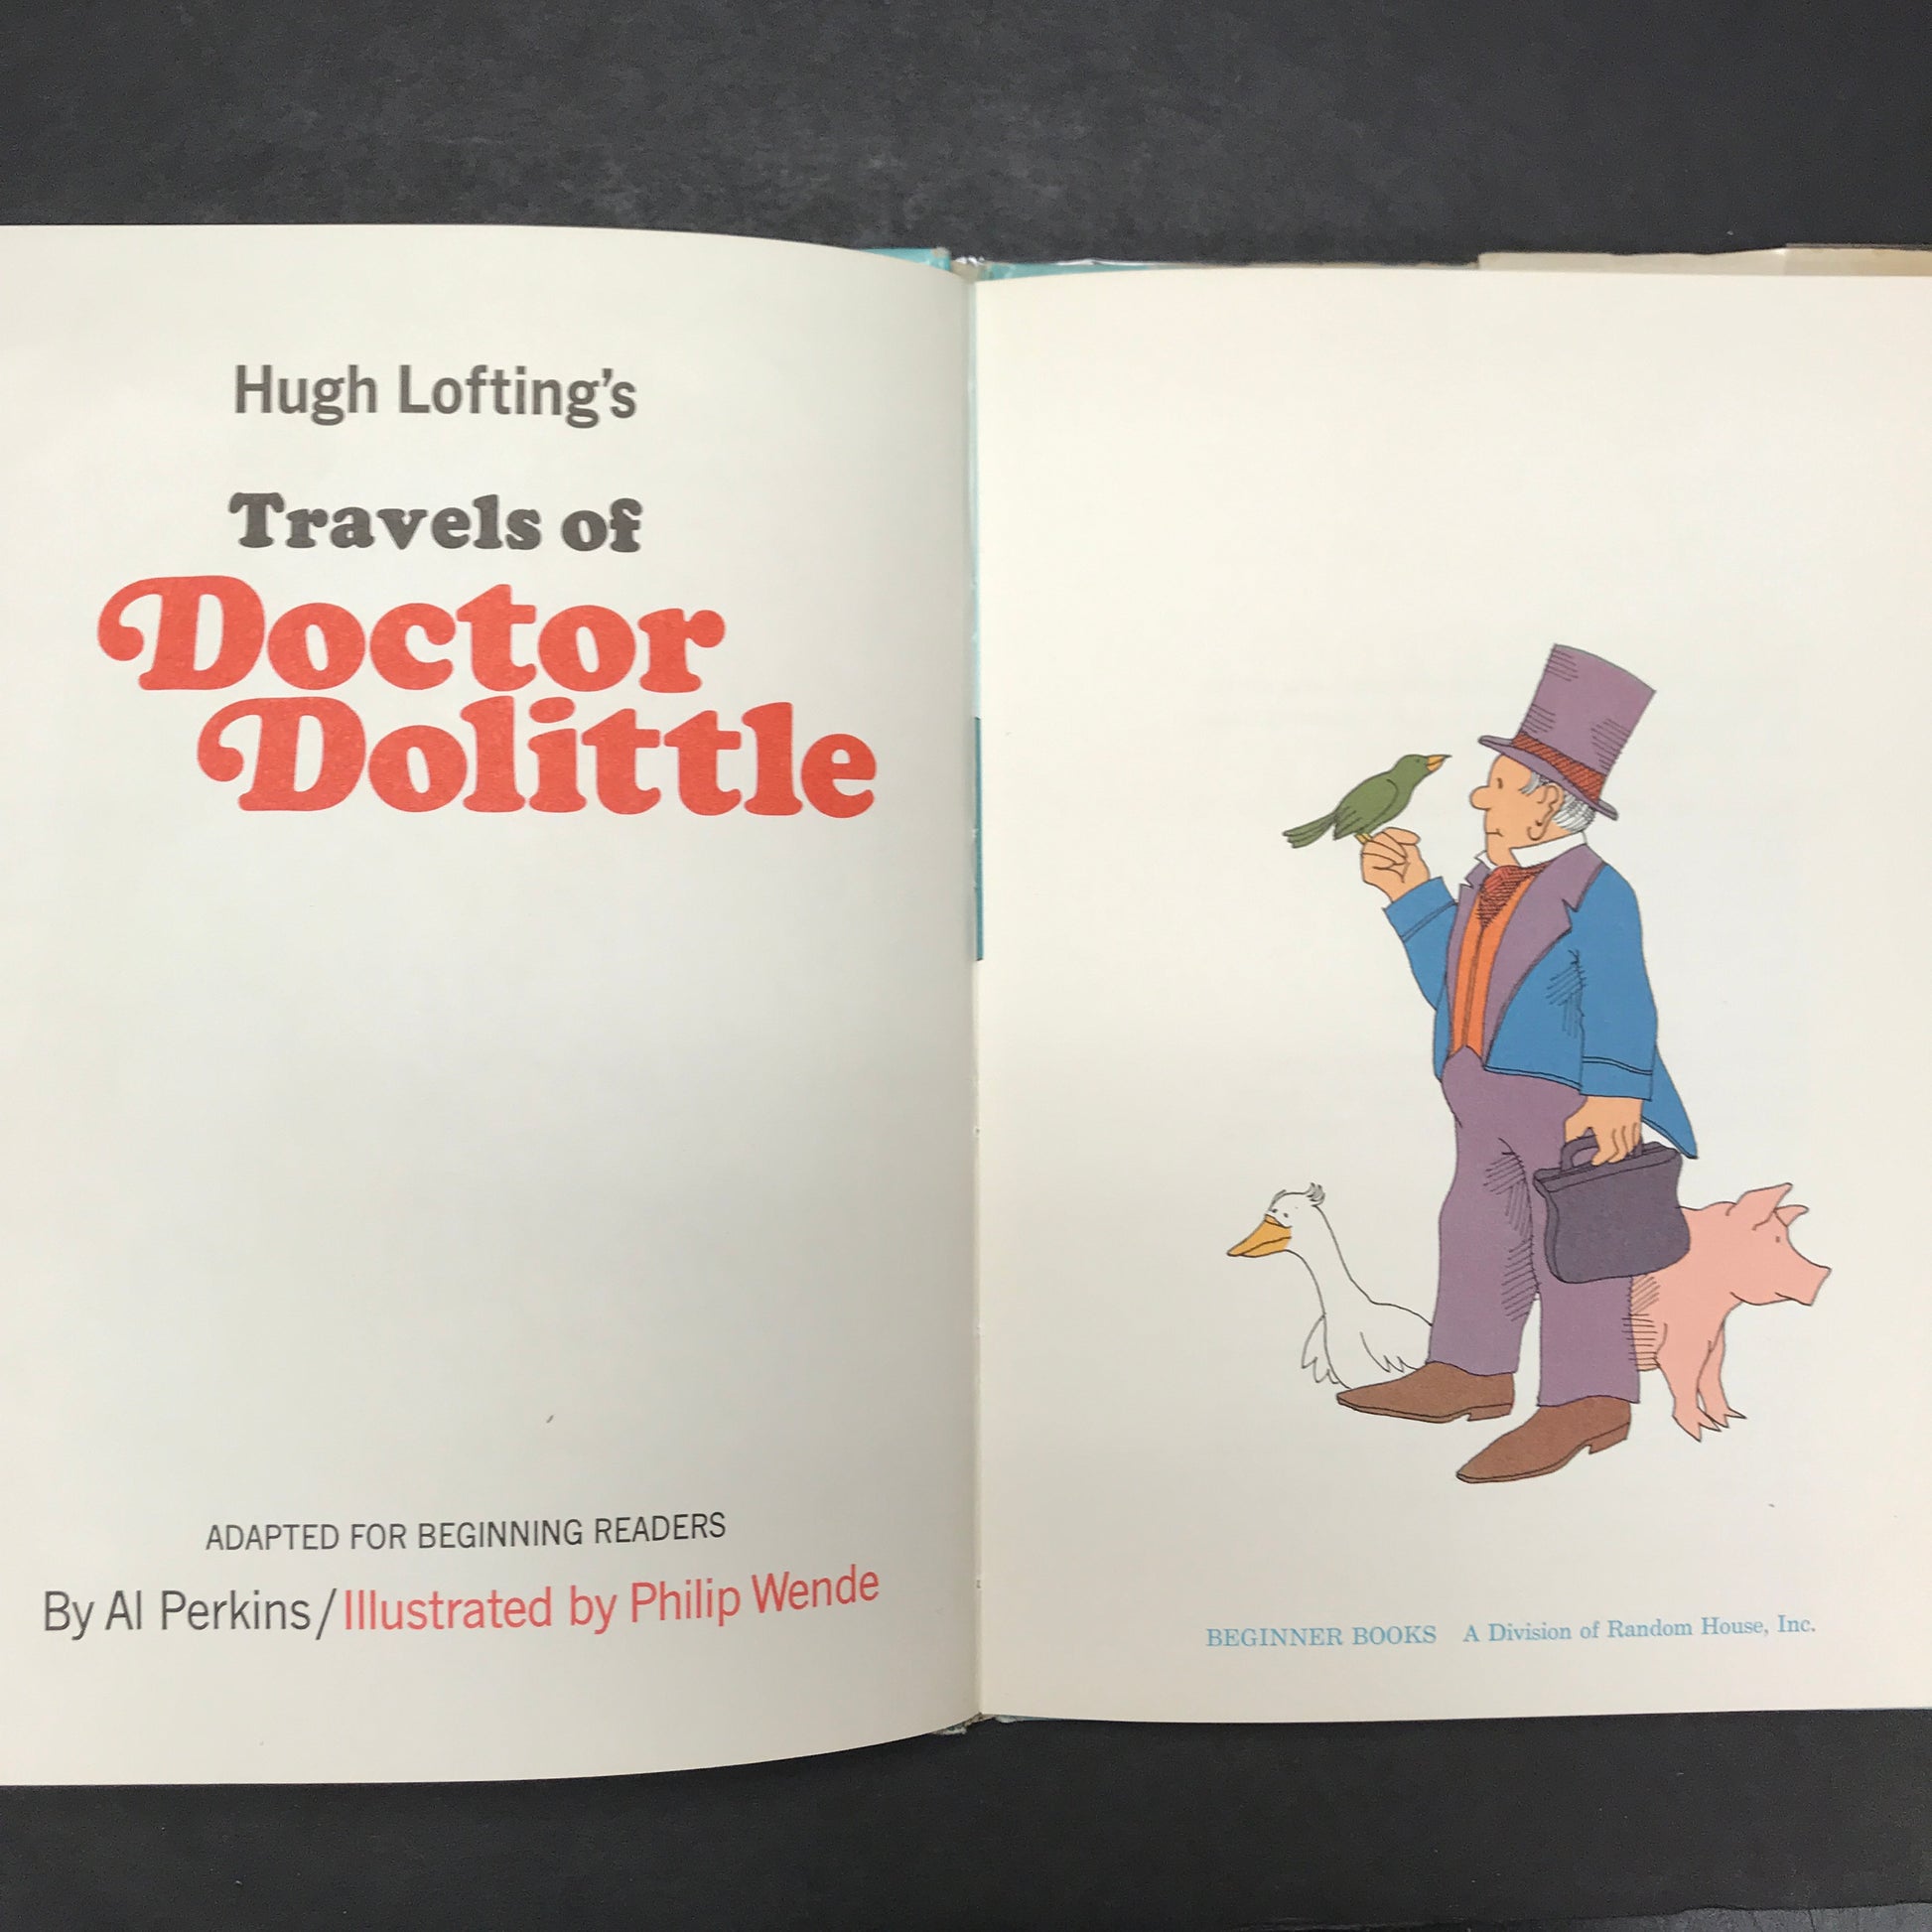 Hugh Lofting's
Travels of
Doctor
Dolittle
ADAPTED FOR BEGINNING READERS
By Al Perkins/Illustrated by Philip Wende
BEGINNER BOOKS A Division of Random House, Inc.